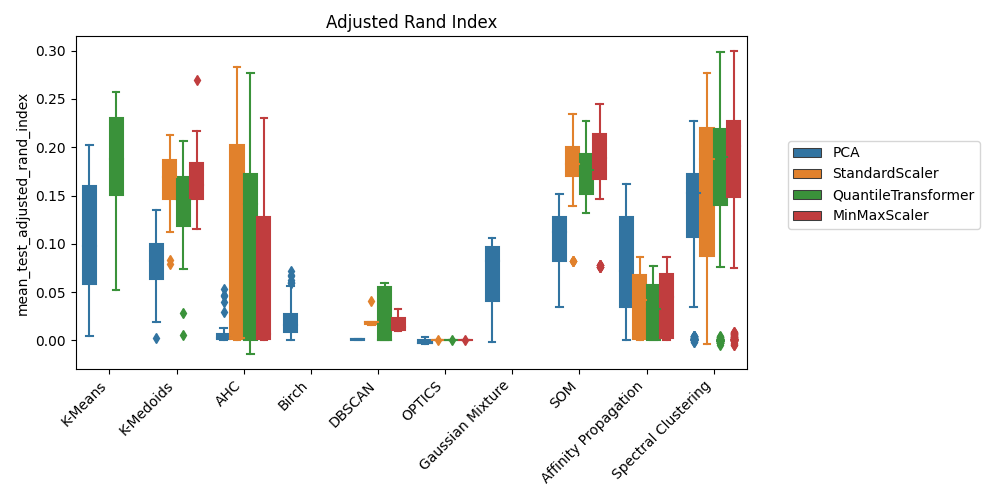 Adjusted Rand Index
mean_test_adjusted_rand_index
0.30
0.25
0.20
0.15
0.10
0.05
0.00
K-Means
K-Medoids
AHC
Birch
DBSCAN
OPTICS
Gaussian Mixture
SOM
Affinity Propagation
Spectral Clustering
PCA
StandardScaler
QuantileTransformer
MinMaxScaler